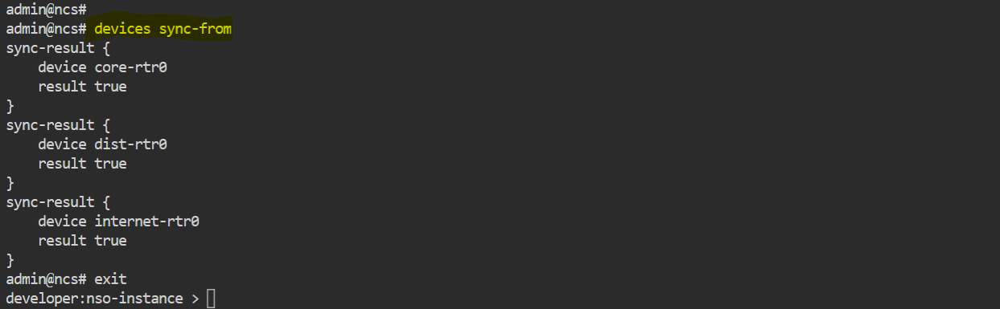 admin@ncs#
admin@ncs# devices sync-from
sync-result {
    device core-rtr0
    result true
}
sync-result {
    device dist-rtr0
    result true
}
sync-result {
    device internet-rtr0
    result true
}
admin@ncs# exit
developer:nso-instance >